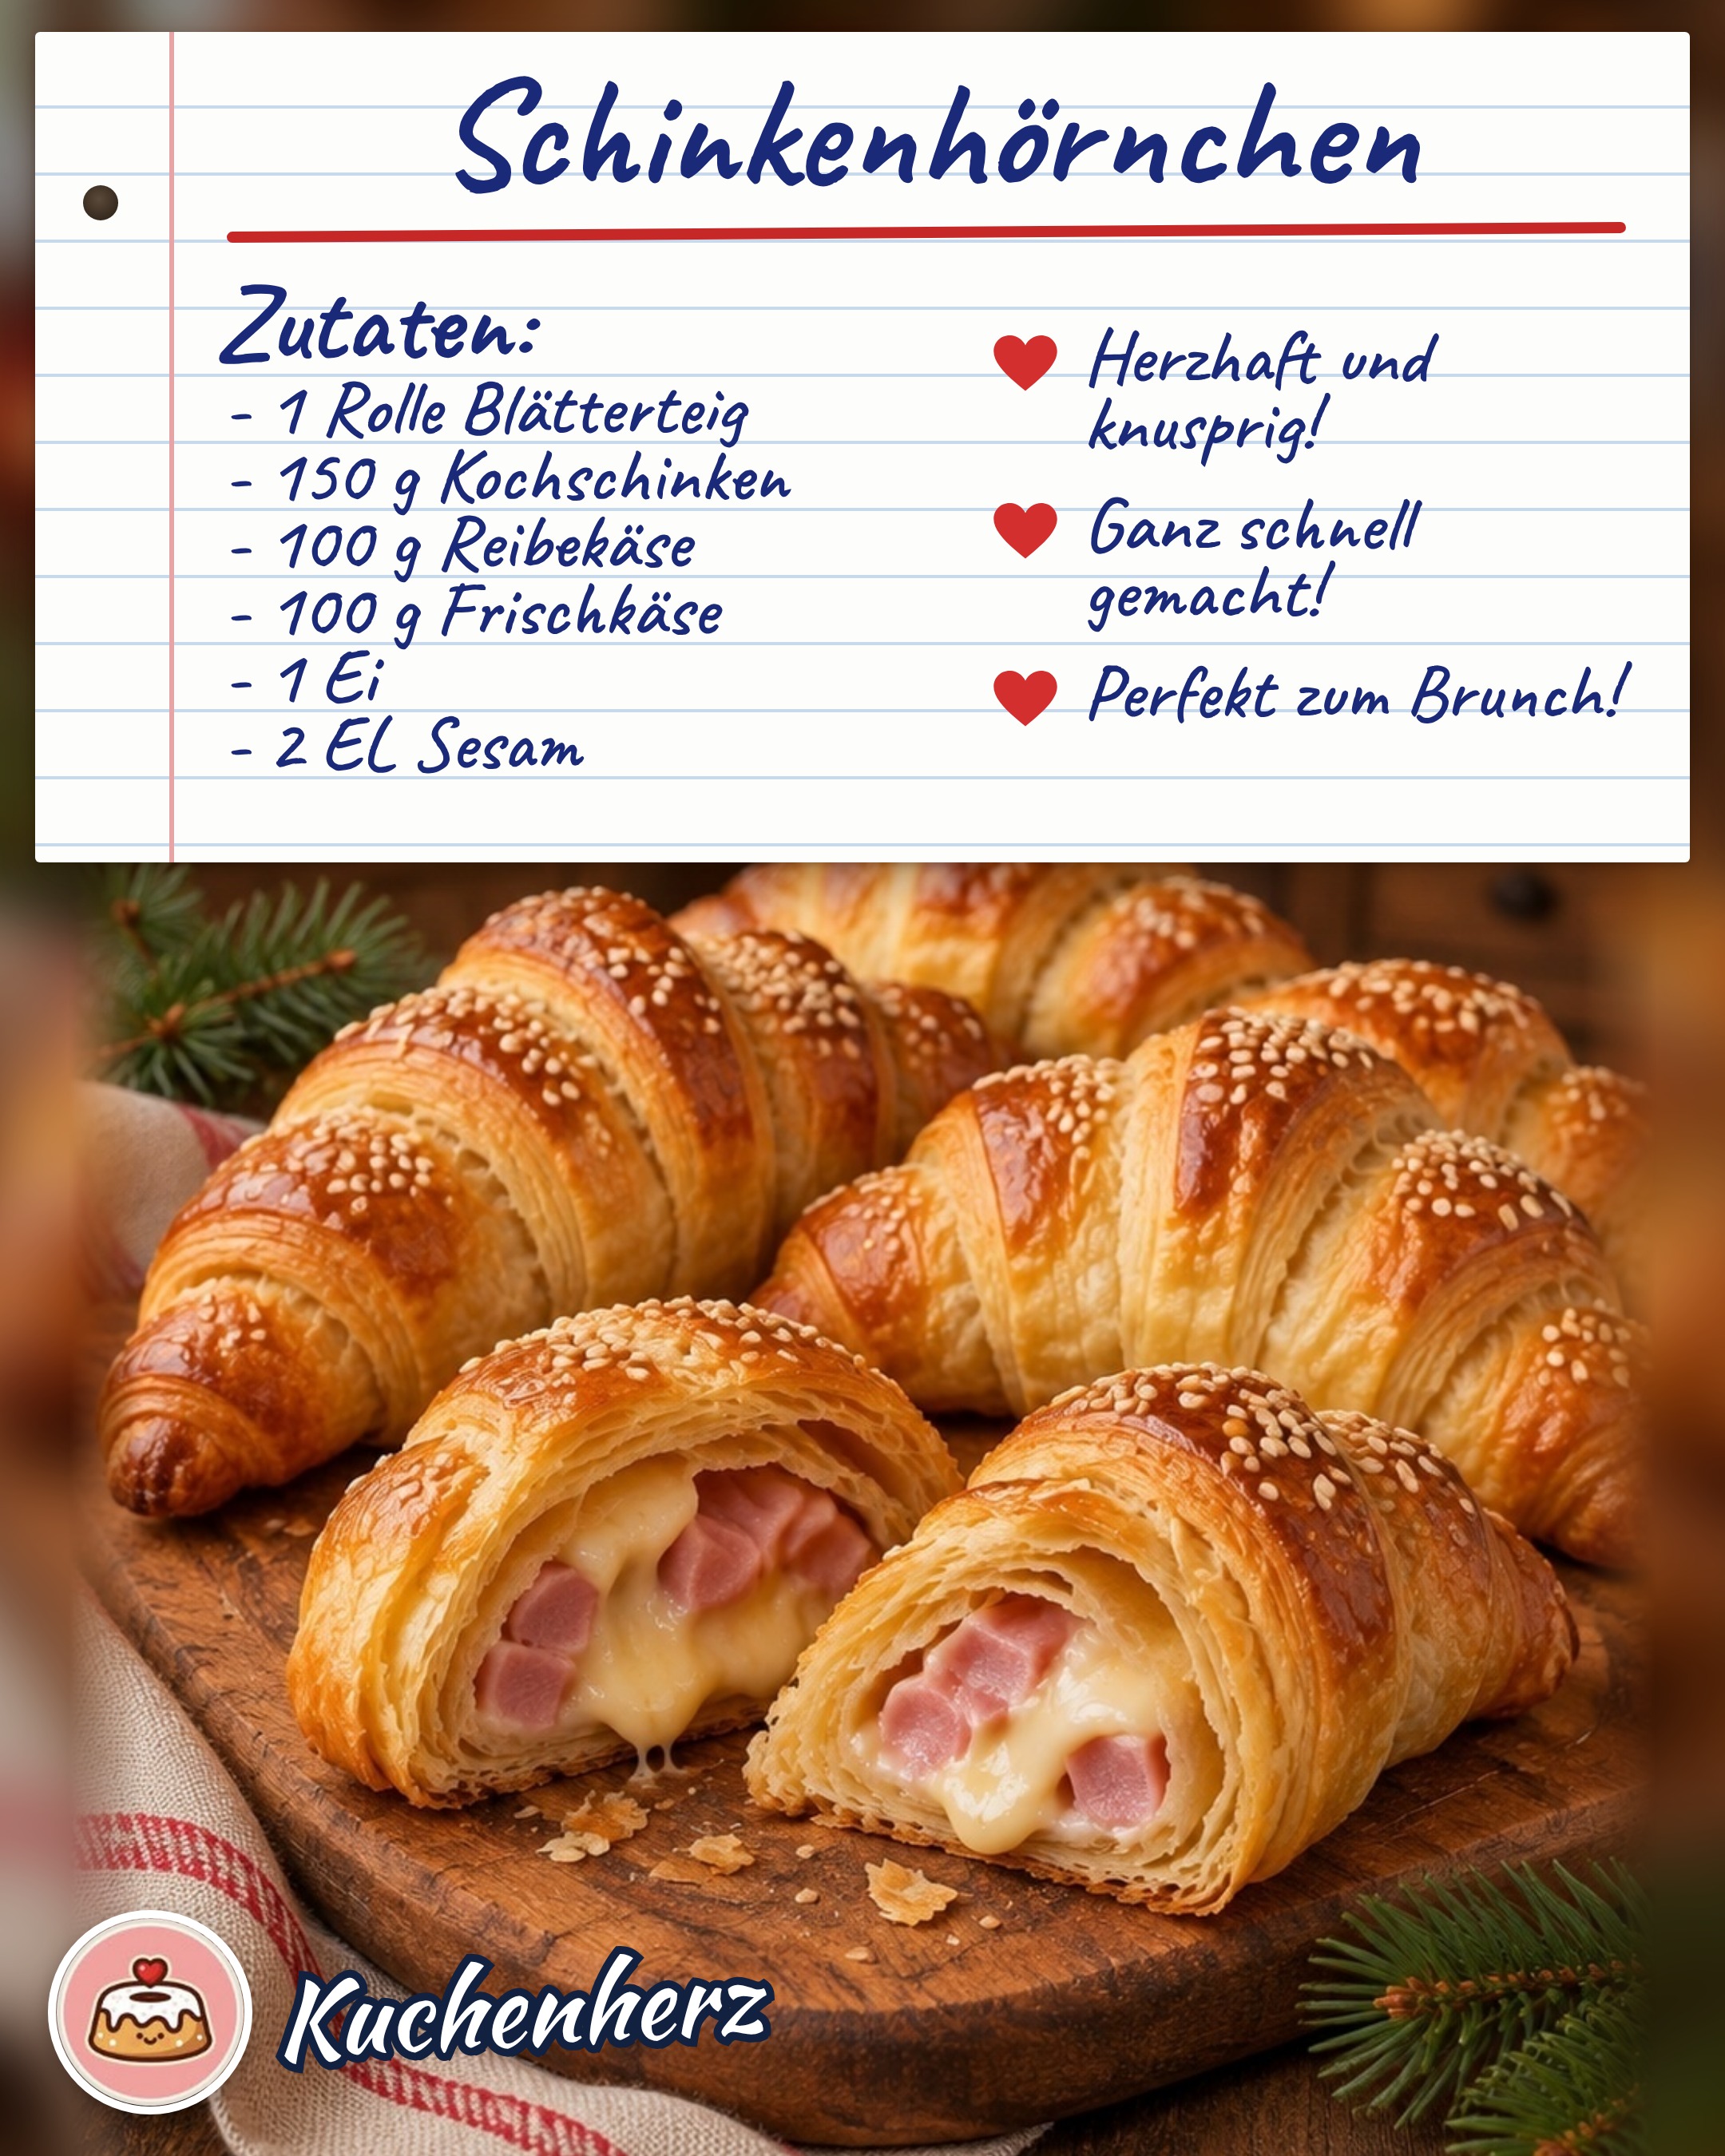 Schinkenhörnchen
Zutaten:
- 1 Rolle Blätterteig
- 150 g Kochschinken
- 100 g Reibekäse
- 100 g Frischkäse
- 1 Ei
- 2 EL Sesam
Herzhaft und
knusprig!
Ganz schnell
gemacht!
Perfekt zum Brunch!
Kuchenherz